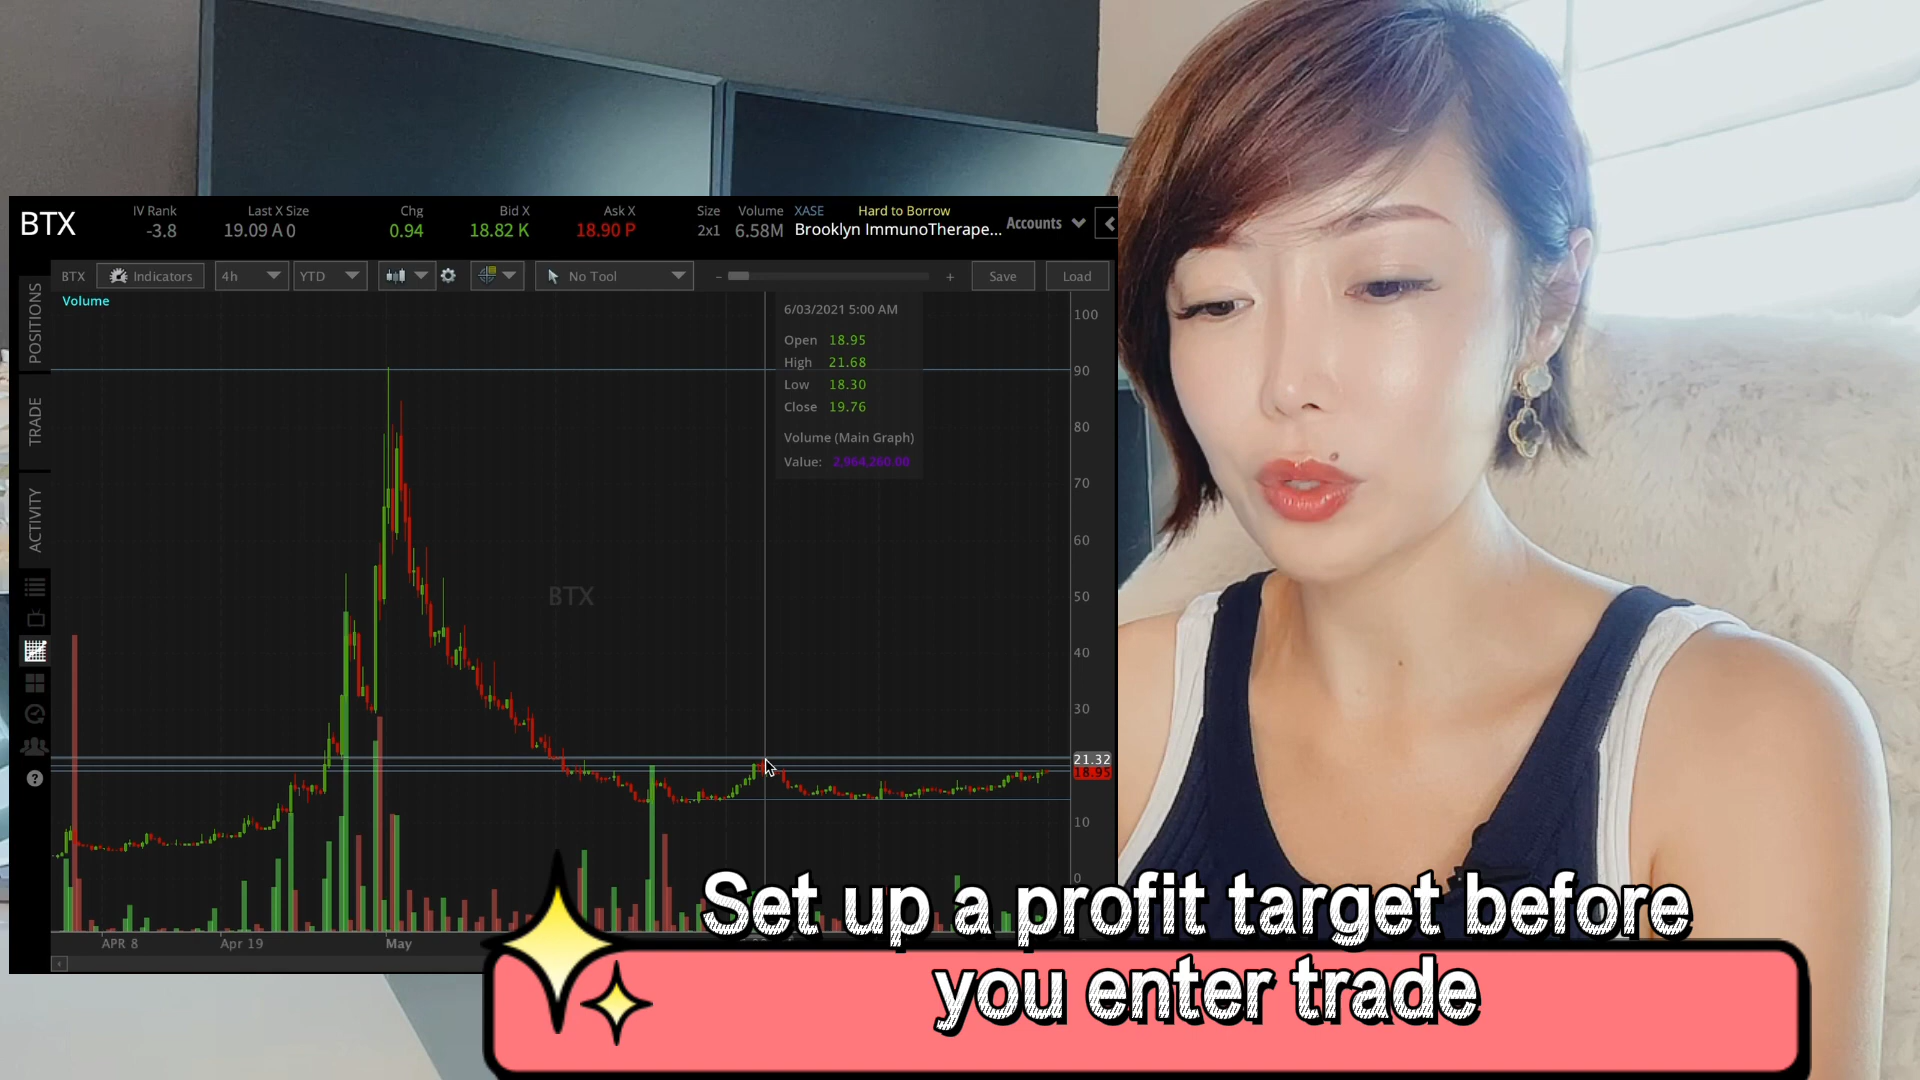 BTX
IV Rank
-3.8
Last X Size
19.09 A 0
Chg
0.94
Bid X
18.82 K
Ask X
18.90 P
Size
2x1
Volume
6.58M
XASE
Hard to Borrow
Brooklyn ImmunoTherape...
Accounts
BTX
Indicators
4h
YTD
No Tool
Save
Load
POSITIONS
TRADE
ACTIVITY
Volume
6/03/2021 5:00 AM
Open 18.95
High 21.68
Low 18.30
Close 19.76
Volume (Main Graph)
Value: 2,964,260.00
BTX
100
90
80
70
60
50
40
30
21.32
18.95
10
0
APR 8
Apr 19
May
Set up a profit target before
you enter trade